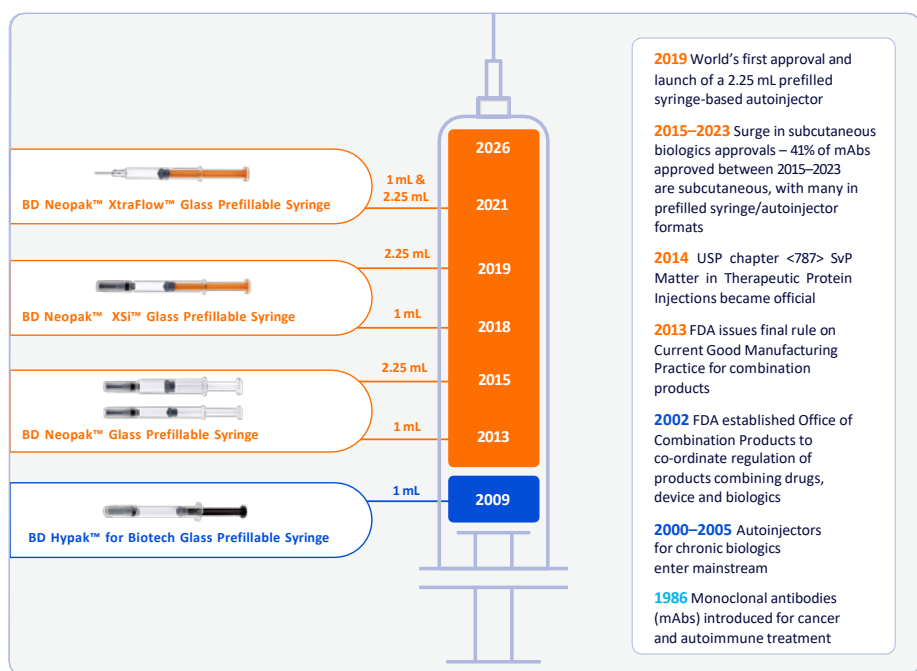 2026
1 mL &
2.25 mL
2021
BD Neopak™ XtraFlow™ Glass Prefillable Syringe
2.25 mL
2019
BD Neopak™ XSi™ Glass Prefillable Syringe
1 mL
2018
2.25 mL
2015
BD Neopak™ Glass Prefillable Syringe
1 mL
2013
1 mL
2009
BD Hypak™ for Biotech Glass Prefillable Syringe
2019 World's first approval and
launch of a 2.25 mL prefilled
syringe-based autoinjector
2015–2023 Surge in subcutaneous
biologics approvals – 41% of mAbs
approved between 2015–2023
are subcutaneous, with many in
prefilled syringe/autoinjector
formats
2014 USP chapter <787> SvP
Matter in Therapeutic Protein
Injections became official
2013 FDA issues final rule on
Current Good Manufacturing
Practice for combination
products
2002 FDA established Office of
Combination Products to
co-ordinate regulation of
products combining drugs,
device and biologics
2000–2005 Autoinjectors
for chronic biologics
enter mainstream
1986 Monoclonal antibodies
(mAbs) introduced for cancer
and autoimmune treatment